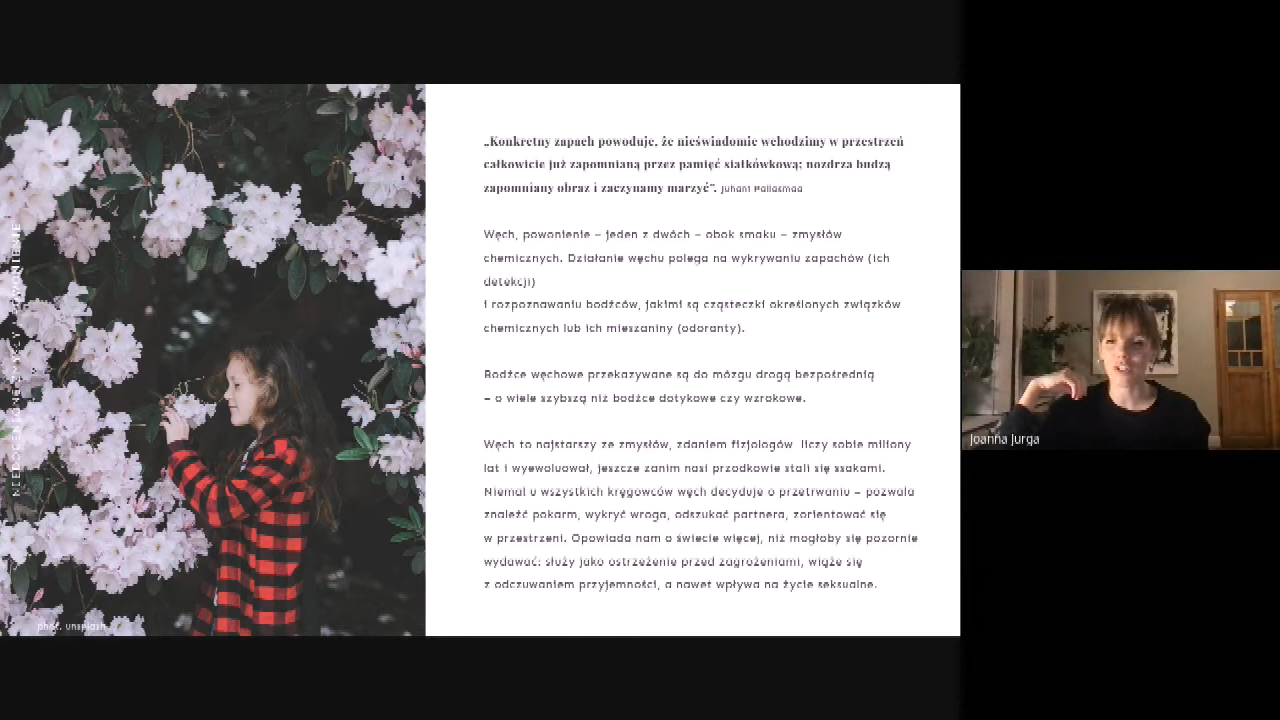 „Konkretny zapach powoduje, że nieświadomie wchodzimy w przestrzeń
całkowicie już zapomnianą przez pamięć siatkówkową; nozdrza budzą
zapomniany obraz i zaczynamy marzyć”. Juhani Pallasmaa
Węch, powonienie – jeden z dwóch – obok smaku – zmysłów
chemicznych. Działanie węchu polega na wykrywaniu zapachów (ich
detekcji)
i rozpoznawaniu bodźców, jakimi są cząsteczki określonych związków
chemicznych lub ich mieszaniny (odoranty).
Bodźce węchowe przekazywane są do mózgu drogą bezpośrednią
– o wiele szybszą niż bodźce dotykowe czy wzrokowe.
Węch to najstarszy ze zmysłów, zdaniem fizjologów liczy sobie miliony
lat i wyewoluował, jeszcze zanim nasi przodkowie stali się ssakami.
Niemal u wszystkich kręgowców węch decyduje o przetrwaniu – pozwala
znaleźć pokarm, wykryć wroga, odszukać partnera, zorientować się
w przestrzeni. Opowiada nam o świecie więcej, niż mogłoby się pozornie
wydawać: służy jako ostrzeżenie przed zagrożeniami, wiąże się
z odczuwaniem przyjemności, a nawet wpływa na życie seksualne.
phot. unsplash
Joanna Jurga